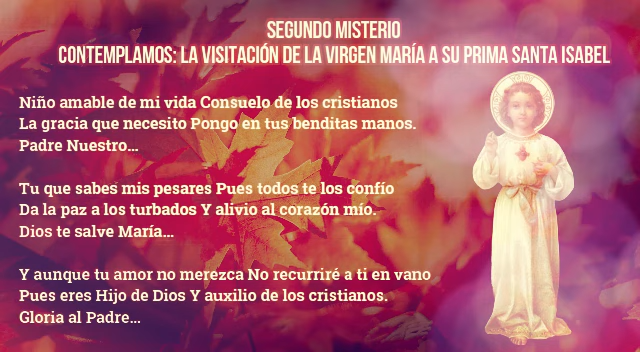 SEGUNDO MISTERIO
CONTEMPLAMOS: LA VISITACIÓN DE LA VIRGEN MARÍA A SU PRIMA SANTA ISABEL
Niño amable de mi vida Consuelo de los cristianos
La gracia que necesito Pongo en tus benditas manos.
Padre Nuestro...
Tu que sabes mis pesares Pues todos te los confío
Da la paz a los turbados Y alivio al corazón mío.
Dios te salve María...
Y aunque tu amor no merezca No recurriré a ti en vano
Pues eres Hijo de Dios Y auxilio de los cristianos.
Gloria al Padre...